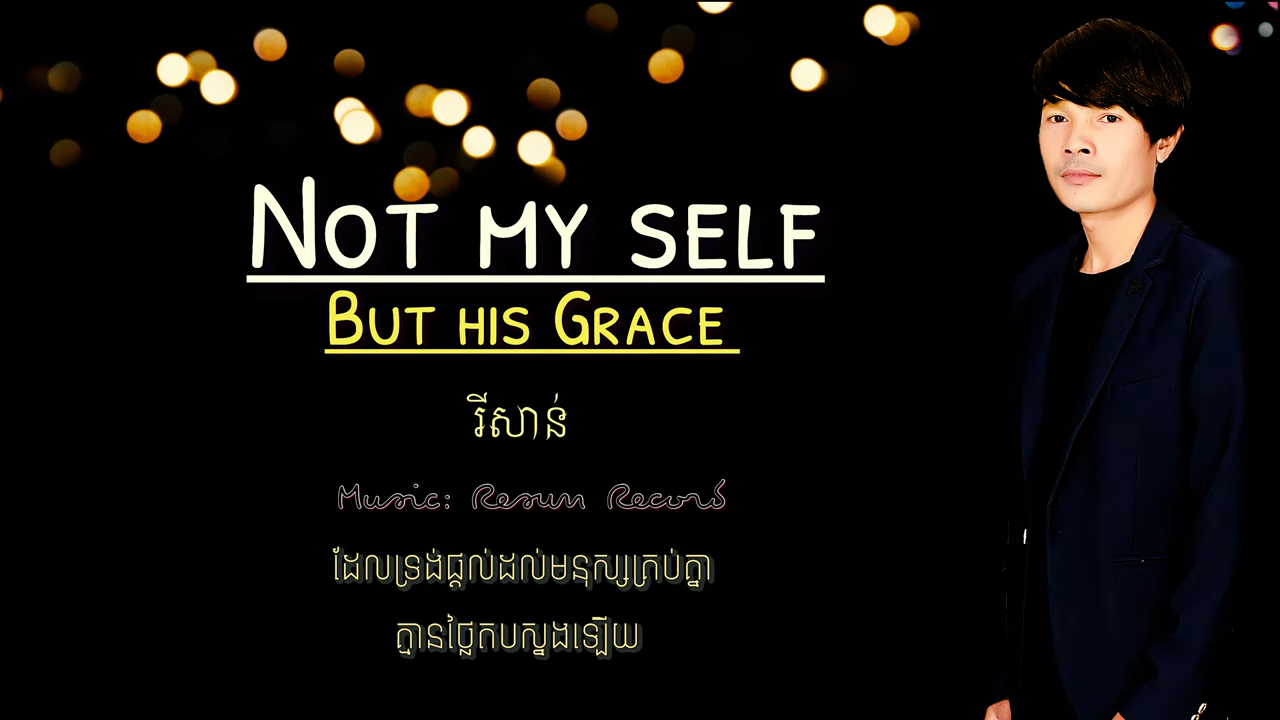 Not my self
But his Grace
រីសាន់
Music: Resun Record
ដែលទ្រង់ផ្តល់ដល់មនុស្សគ្រប់គ្នា
គ្មានថ្លៃតបស្នងឡើយ